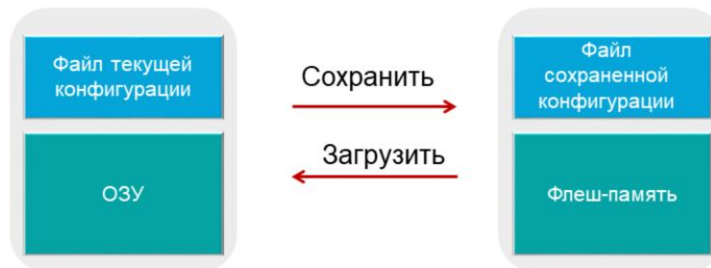 Файл текущей
конфигурации
ОЗУ
Сохранить
Загрузить
Файл
сохраненной
конфигурации
Флеш-память